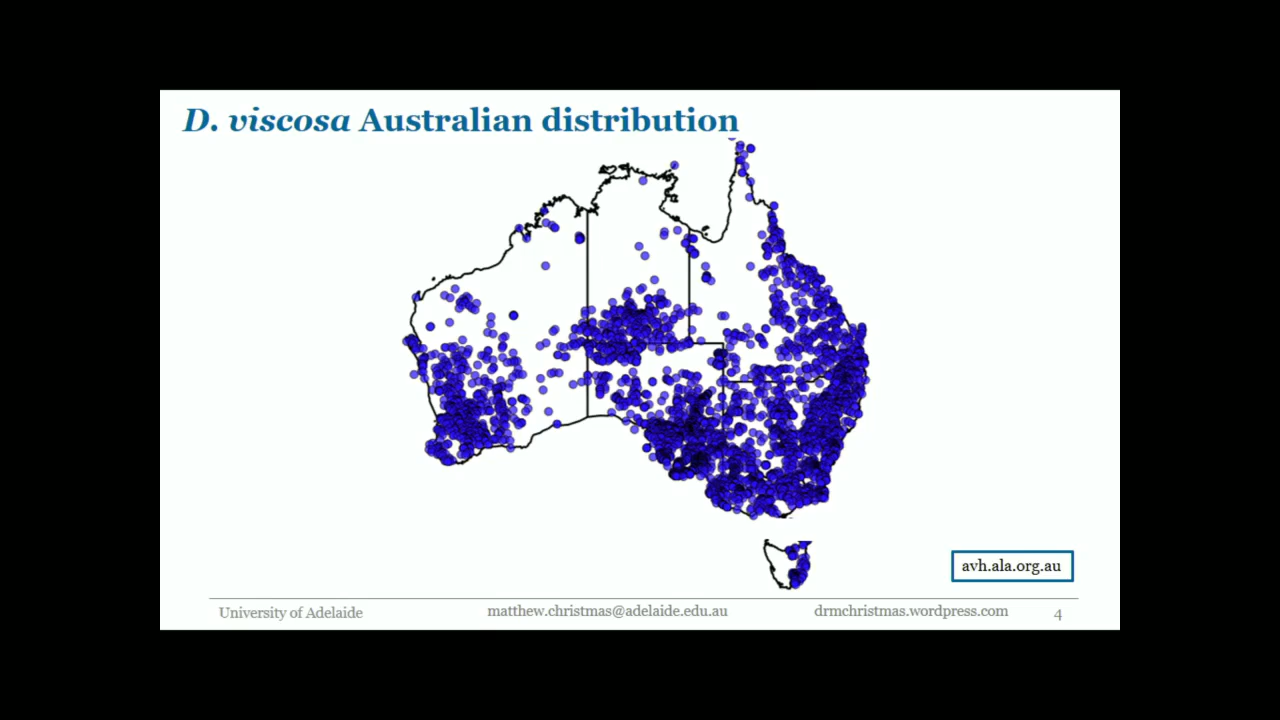 D. viscosa Australian distribution
avh.ala.org.au
University of Adelaide
matthew.christmas@adelaide.edu.au
drmchristmas.wordpress.com
4